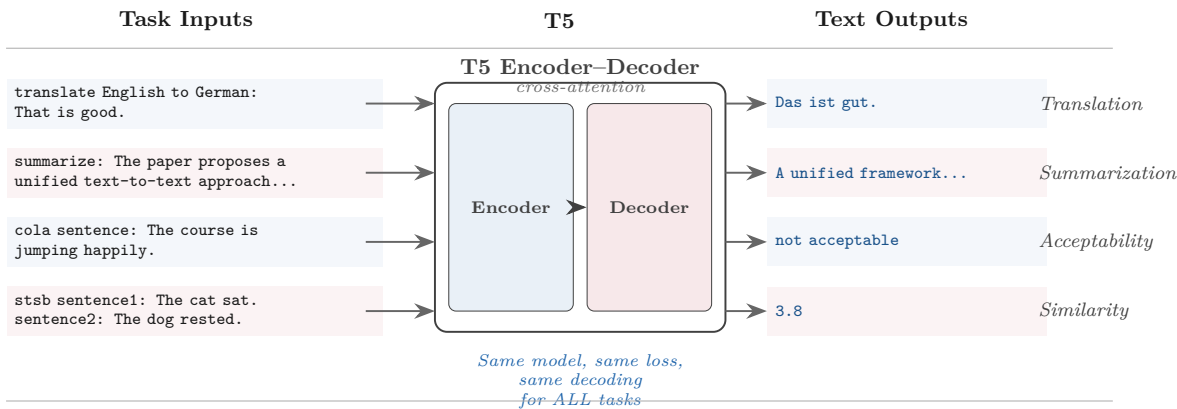 Task Inputs
T5
Text Outputs
T5 Encoder–Decoder
cross-attention
translate English to German:
That is good.
Das ist gut.
Translation
summarize: The paper proposes a
unified text-to-text approach...
A unified framework...
Summarization
Encoder
Decoder
cola sentence: The course is
jumping happily.
not acceptable
Acceptability
stsb sentence1: The cat sat.
sentence2: The dog rested.
3.8
Similarity
Same model, same loss,
same decoding
for ALL tasks